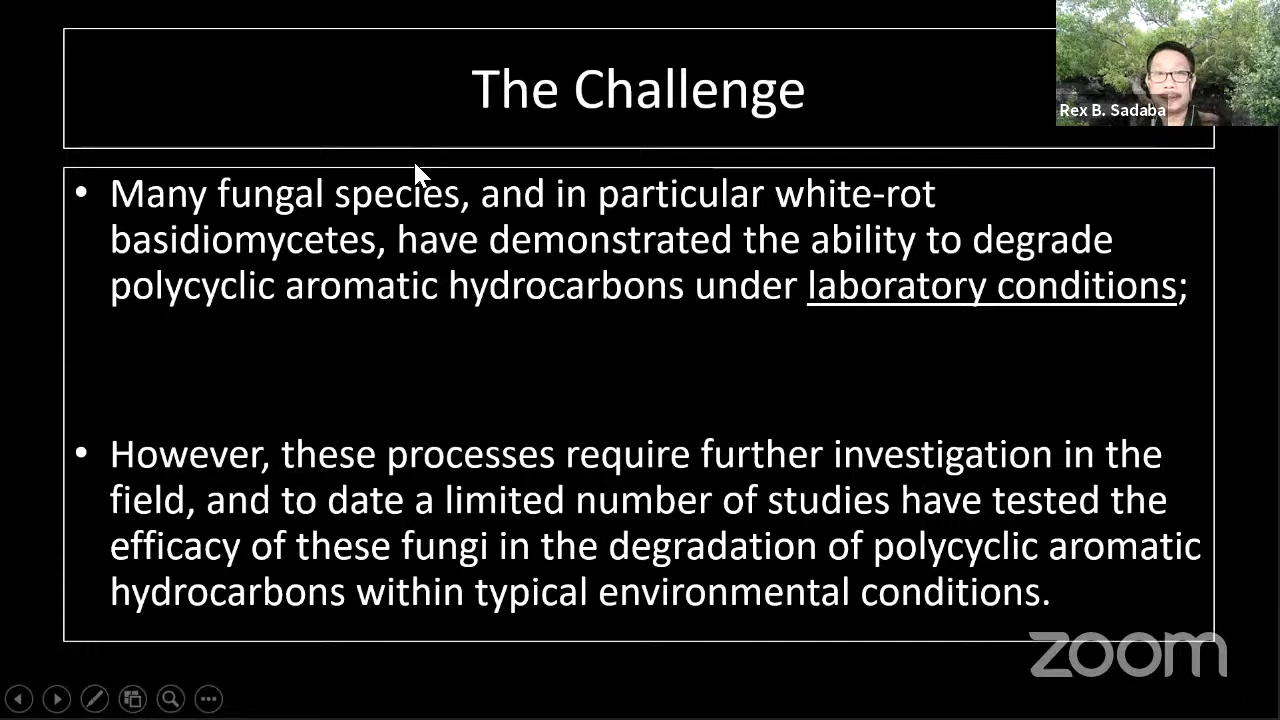 The Challenge
Rex B. Sadaba
• Many fungal species, and in particular white-rot
basidiomycetes, have demonstrated the ability to degrade
polycyclic aromatic hydrocarbons under laboratory conditions;
• However, these processes require further investigation in the
field, and to date a limited number of studies have tested the
efficacy of these fungi in the degradation of polycyclic aromatic
hydrocarbons within typical environmental conditions.
zoom